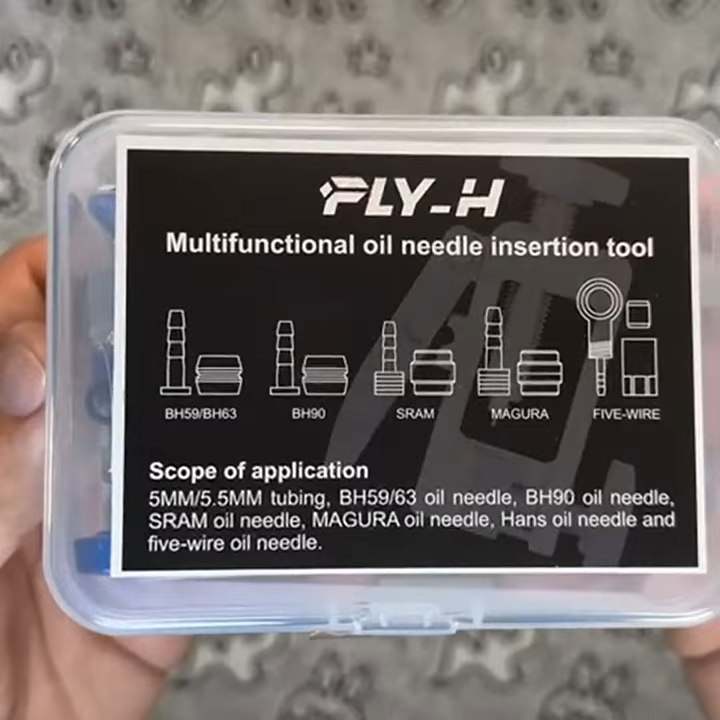 FLY-H
Multifunctional oil needle insertion tool
BH59/BH63 BH90 SRAM MAGURA FIVE-WIRE
Scope of application
5MM/5.5MM tubing, BH59/63 oil needle, BH90 oil needle,
SRAM oil needle, MAGURA oil needle, Hans oil needle and
five-wire oil needle.